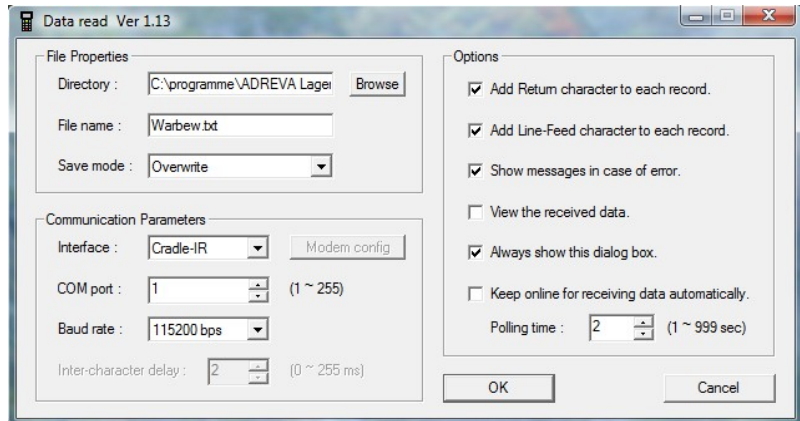 Data read Ver 1.13
File Properties
Directory : C:\programme\ADREVA Lager Browse
File name : Warbew.txt
Save mode : Overwrite
Communication Parameters
Interface : Cradle-IR Modem config
COM port : 1 (1 ~ 255)
Baud rate : 115200 bps
Inter-character delay : 2 (0 ~ 255 ms)
Options
Add Return character to each record.
Add Line-Feed character to each record.
Show messages in case of error.
View the received data.
Always show this dialog box.
Keep online for receiving data automatically.
Polling time : 2 (1 ~ 999 sec)
OK Cancel